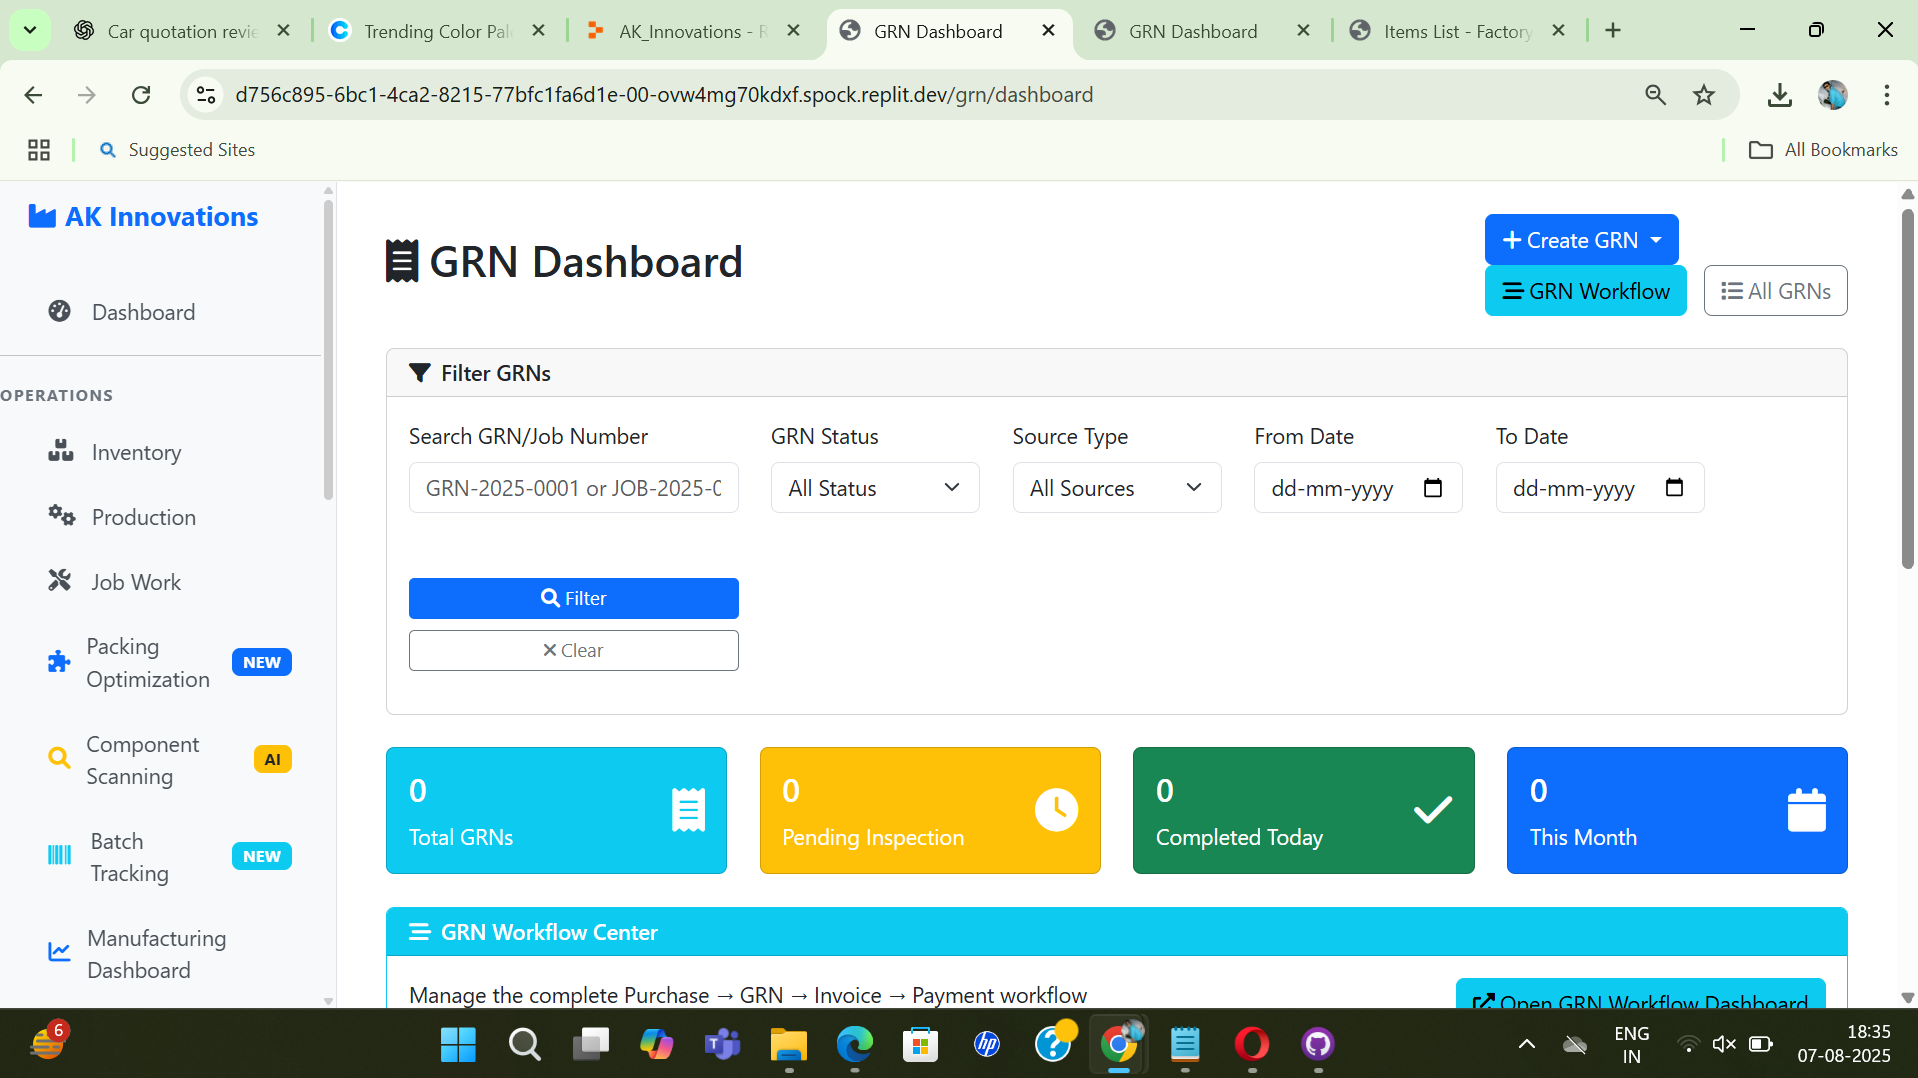 Car quotation revie
Trending Color Pal
AK_Innovations - R
GRN Dashboard
GRN Dashboard
Items List - Factory
d756c895-6bc1-4ca2-8215-77bfc1fa6d1e-00-ovw4mg70kdxf.spock.replit.dev/grn/dashboard
Suggested Sites
All Bookmarks
AK Innovations
Dashboard
OPERATIONS
Inventory
Production
Job Work
Packing
Optimization
NEW
Component
Scanning
AI
Batch
Tracking
NEW
Manufacturing
Dashboard
GRN Dashboard
Create GRN
GRN Workflow
All GRNs
Filter GRNs
Search GRN/Job Number
GRN Status
Source Type
From Date
To Date
GRN-2025-0001 or JOB-2025-0
All Status
All Sources
dd-mm-yyyy
dd-mm-yyyy
Filter
Clear
0
Total GRNs
0
Pending Inspection
0
Completed Today
0
This Month
GRN Workflow Center
Manage the complete Purchase → GRN → Invoice → Payment workflow
Open GRN Workflow Dashboard
6
hp
ENG
IN
18:35
07-08-2025